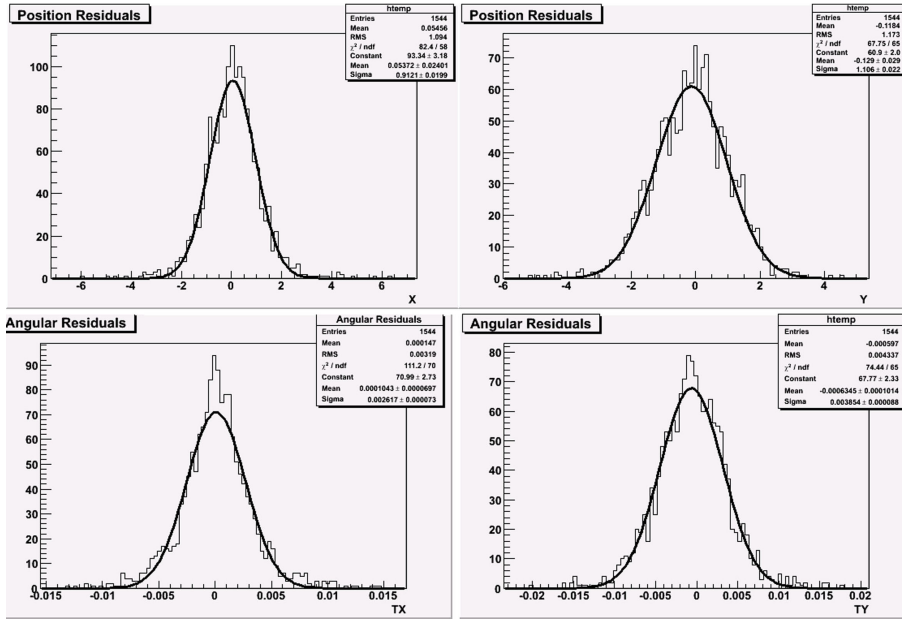 Position Residuals
htemp
Entries 1544
Mean 0.05456
RMS 1.094
χ² / ndf 82.4 / 58
Constant 93.34 ± 3.18
Mean 0.05372 ± 0.02401
Sigma 0.9121 ± 0.0199
100
80
60
40
20
0
-6 -4 -2 0 2 4 6
X
Position Residuals
htemp
Entries 1544
Mean -0.1184
RMS 1.173
χ² / ndf 67.75 / 65
Constant 60.9 ± 2.0
Mean -0.129 ± 0.029
Sigma 1.106 ± 0.022
70
60
50
40
30
20
10
0
-6 -4 -2 0 2 4
Y
Angular Residuals
Angular Residuals
Entries 1544
Mean 0.000147
RMS 0.00319
χ² / ndf 111.2 / 70
Constant 70.99 ± 2.73
Mean 0.0001043 ± 0.0000697
Sigma 0.002617 ± 0.000073
90
80
70
60
50
40
30
20
10
0
-0.015 -0.01 -0.005 0 0.005 0.01 0.015
TX
Angular Residuals
htemp
Entries 1544
Mean -0.000597
RMS 0.004337
χ² / ndf 74.44 / 65
Constant 67.77 ± 2.33
Mean -0.0006345 ± 0.0001014
Sigma 0.003854 ± 0.000088
80
70
60
50
40
30
20
10
0
-0.02 -0.015 -0.01 -0.005 0 0.005 0.01 0.015 0.02
TY